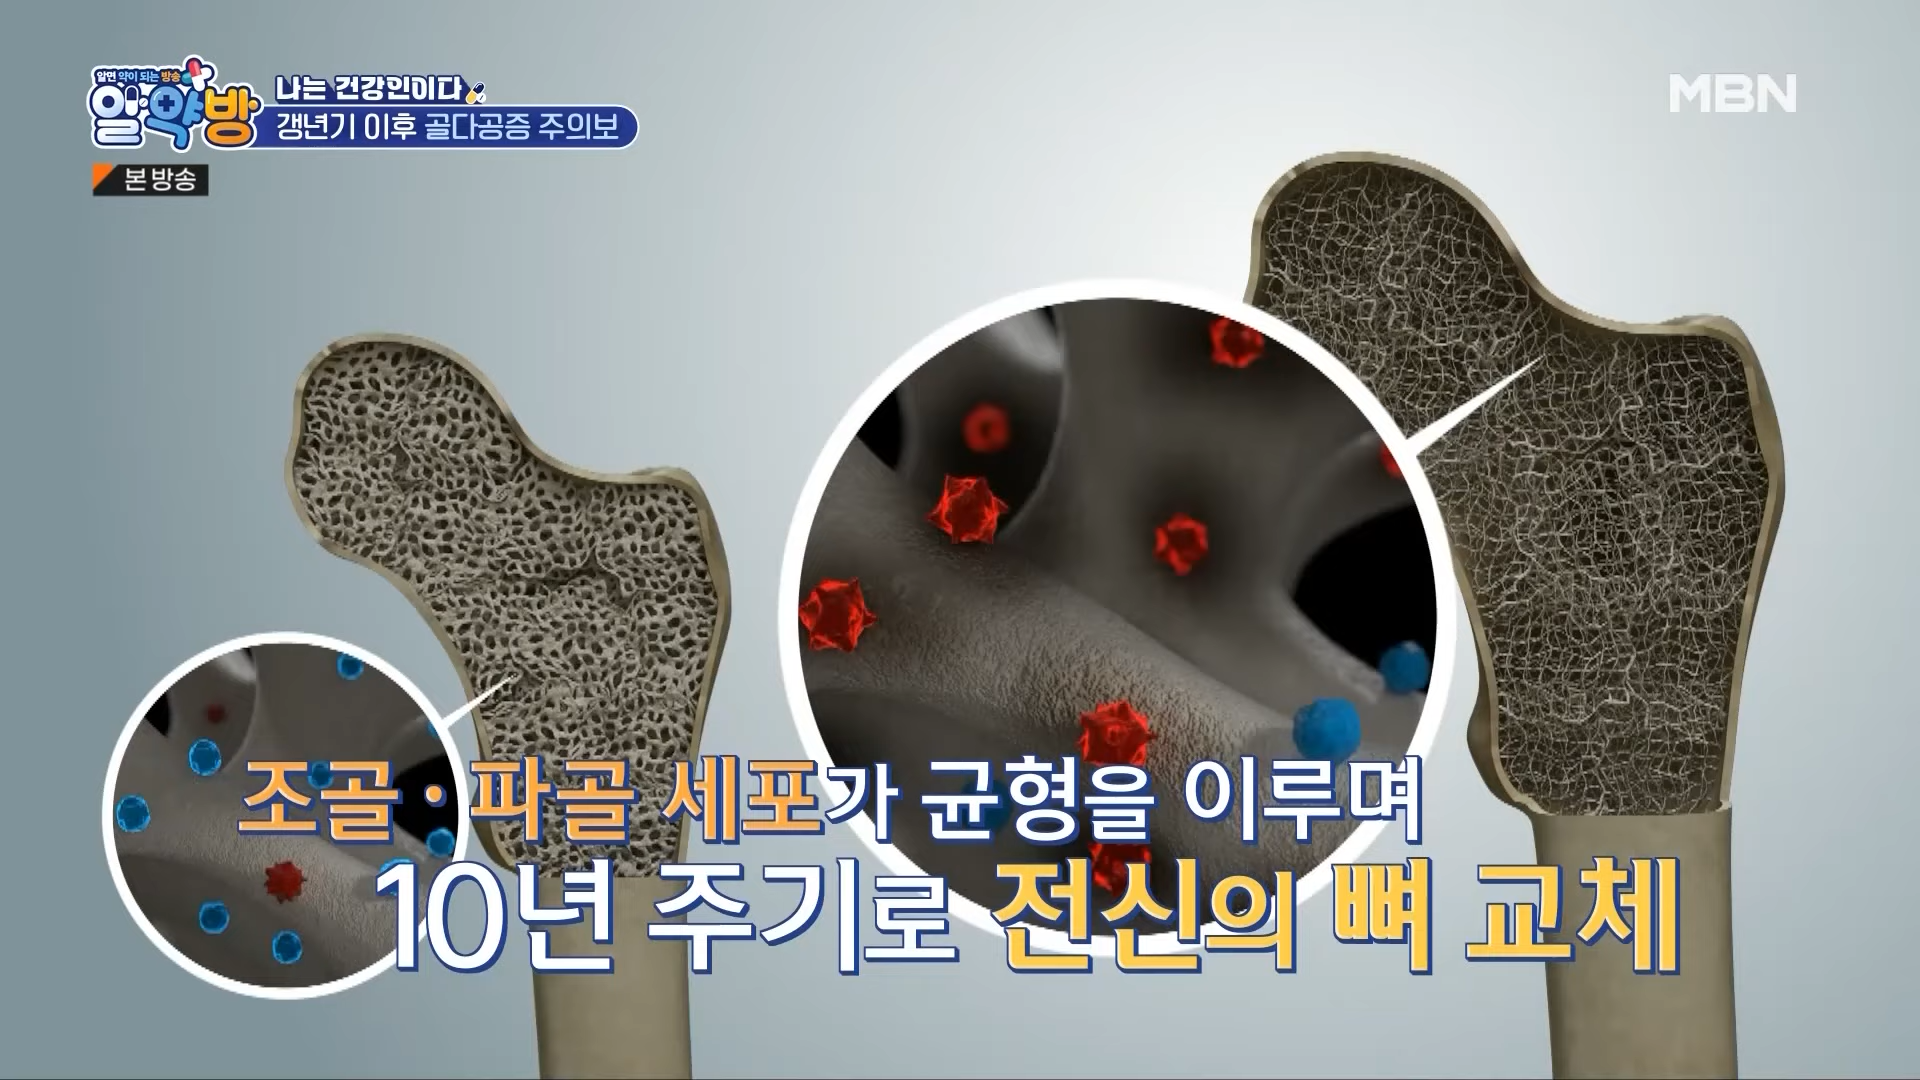 알면 약이 되는 방송
알약방
나는 건강인이다
갱년기 이후 골다공증 주의보
본 방송
MBN
조골·파골 세포가 균형을 이루며
10년 주기로 전신의 뼈 교체